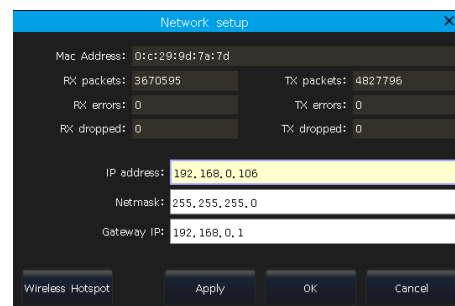 Network setup
Mac Address: 0:c:29:9d:7a:7d
RX packets: 3670595 TX packets: 4827796
RX errors: 0 TX errors: 0
RX dropped: 0 TX dropped: 0
IP address: 192.168.0.106
Netmask: 255.255.255.0
Gateway IP: 192.168.0.1
Wireless Hotspot Apply OK Cancel